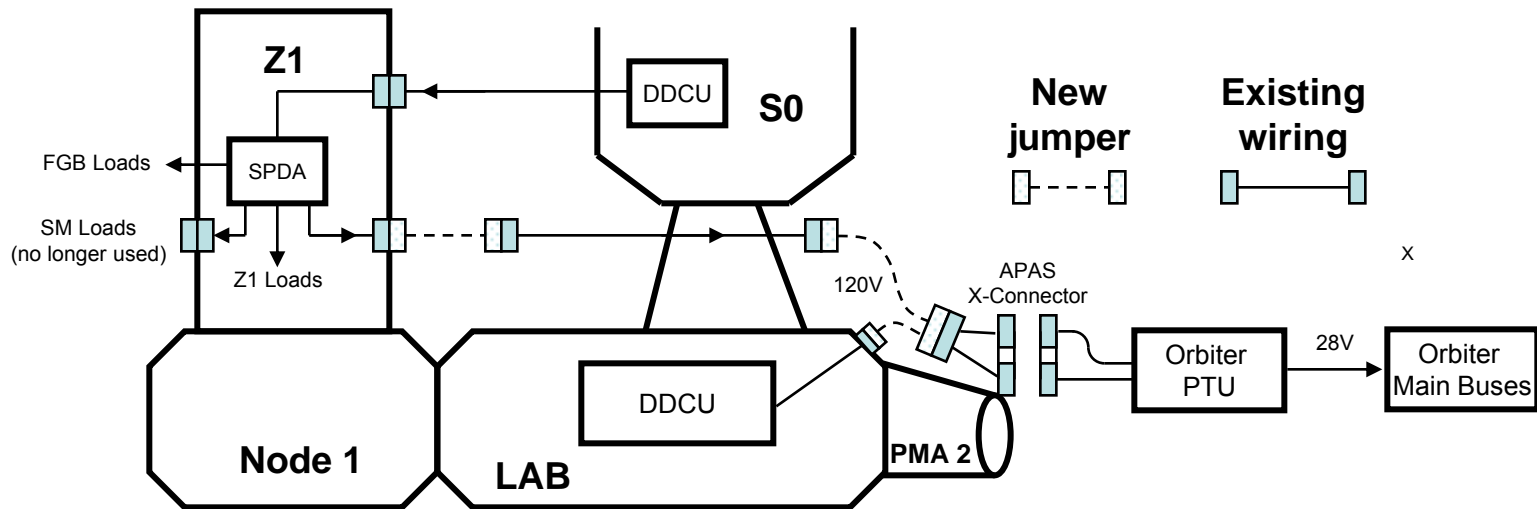 Z1
DDCU
S0
New
jumper
Existing
wiring
FGB Loads
SPDA
SM Loads
(no longer used)
Z1 Loads
120V
APAS
X-Connector
X
Orbiter
PTU
28V
Orbiter
Main Buses
DDCU
Node 1
LAB
PMA 2